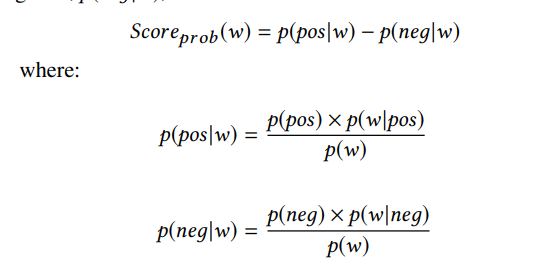 Score_prob(w) = p(pos|w) − p(neg|w)
where:
p(pos|w) = p(pos) × p(w|pos) / p(w)
p(neg|w) = p(neg) × p(w|neg) / p(w)